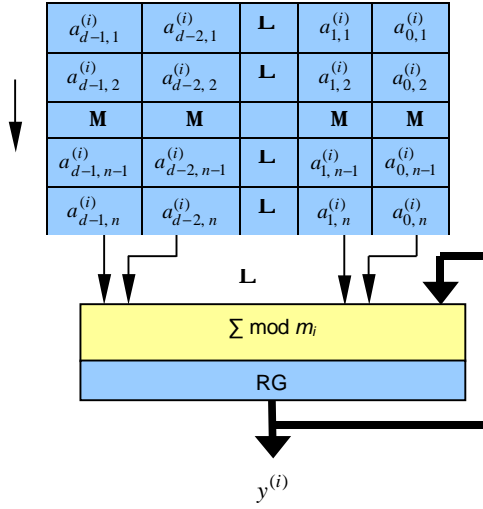 a_{d−1,1}^{(i)} a_{d−2,1}^{(i)} L a_{1,1}^{(i)} a_{0,1}^{(i)}
a_{d−1,2}^{(i)} a_{d−2,2}^{(i)} L a_{1,2}^{(i)} a_{0,2}^{(i)}
M M M M
a_{d−1,n−1}^{(i)} a_{d−2,n−1}^{(i)} L a_{1,n−1}^{(i)} a_{0,n−1}^{(i)}
a_{d−1,n}^{(i)} a_{d−2,n}^{(i)} L a_{1,n}^{(i)} a_{0,n}^{(i)}
L
∑ mod m_i
RG
y^{(i)}